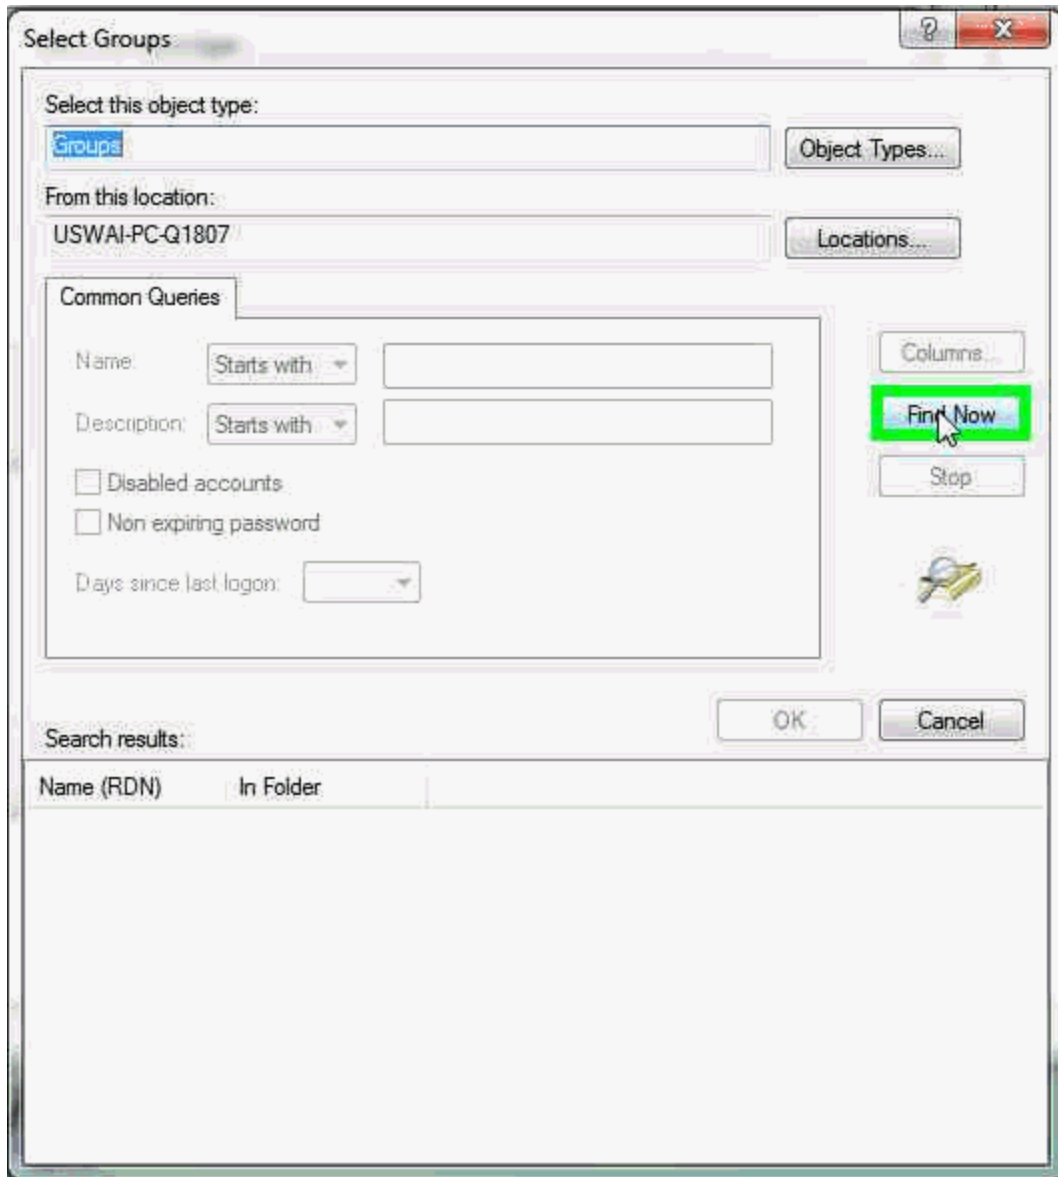 Select Groups
Select this object type:
Groups
Object Types...
From this location:
USWAI-PC-Q1807
Locations...
Common Queries
Name:
Starts with
Columns...
Description:
Starts with
Find Now
Disabled accounts
Stop
Non expiring password
Days since last logon:
OK
Cancel
Search results:
Name (RDN)
In Folder